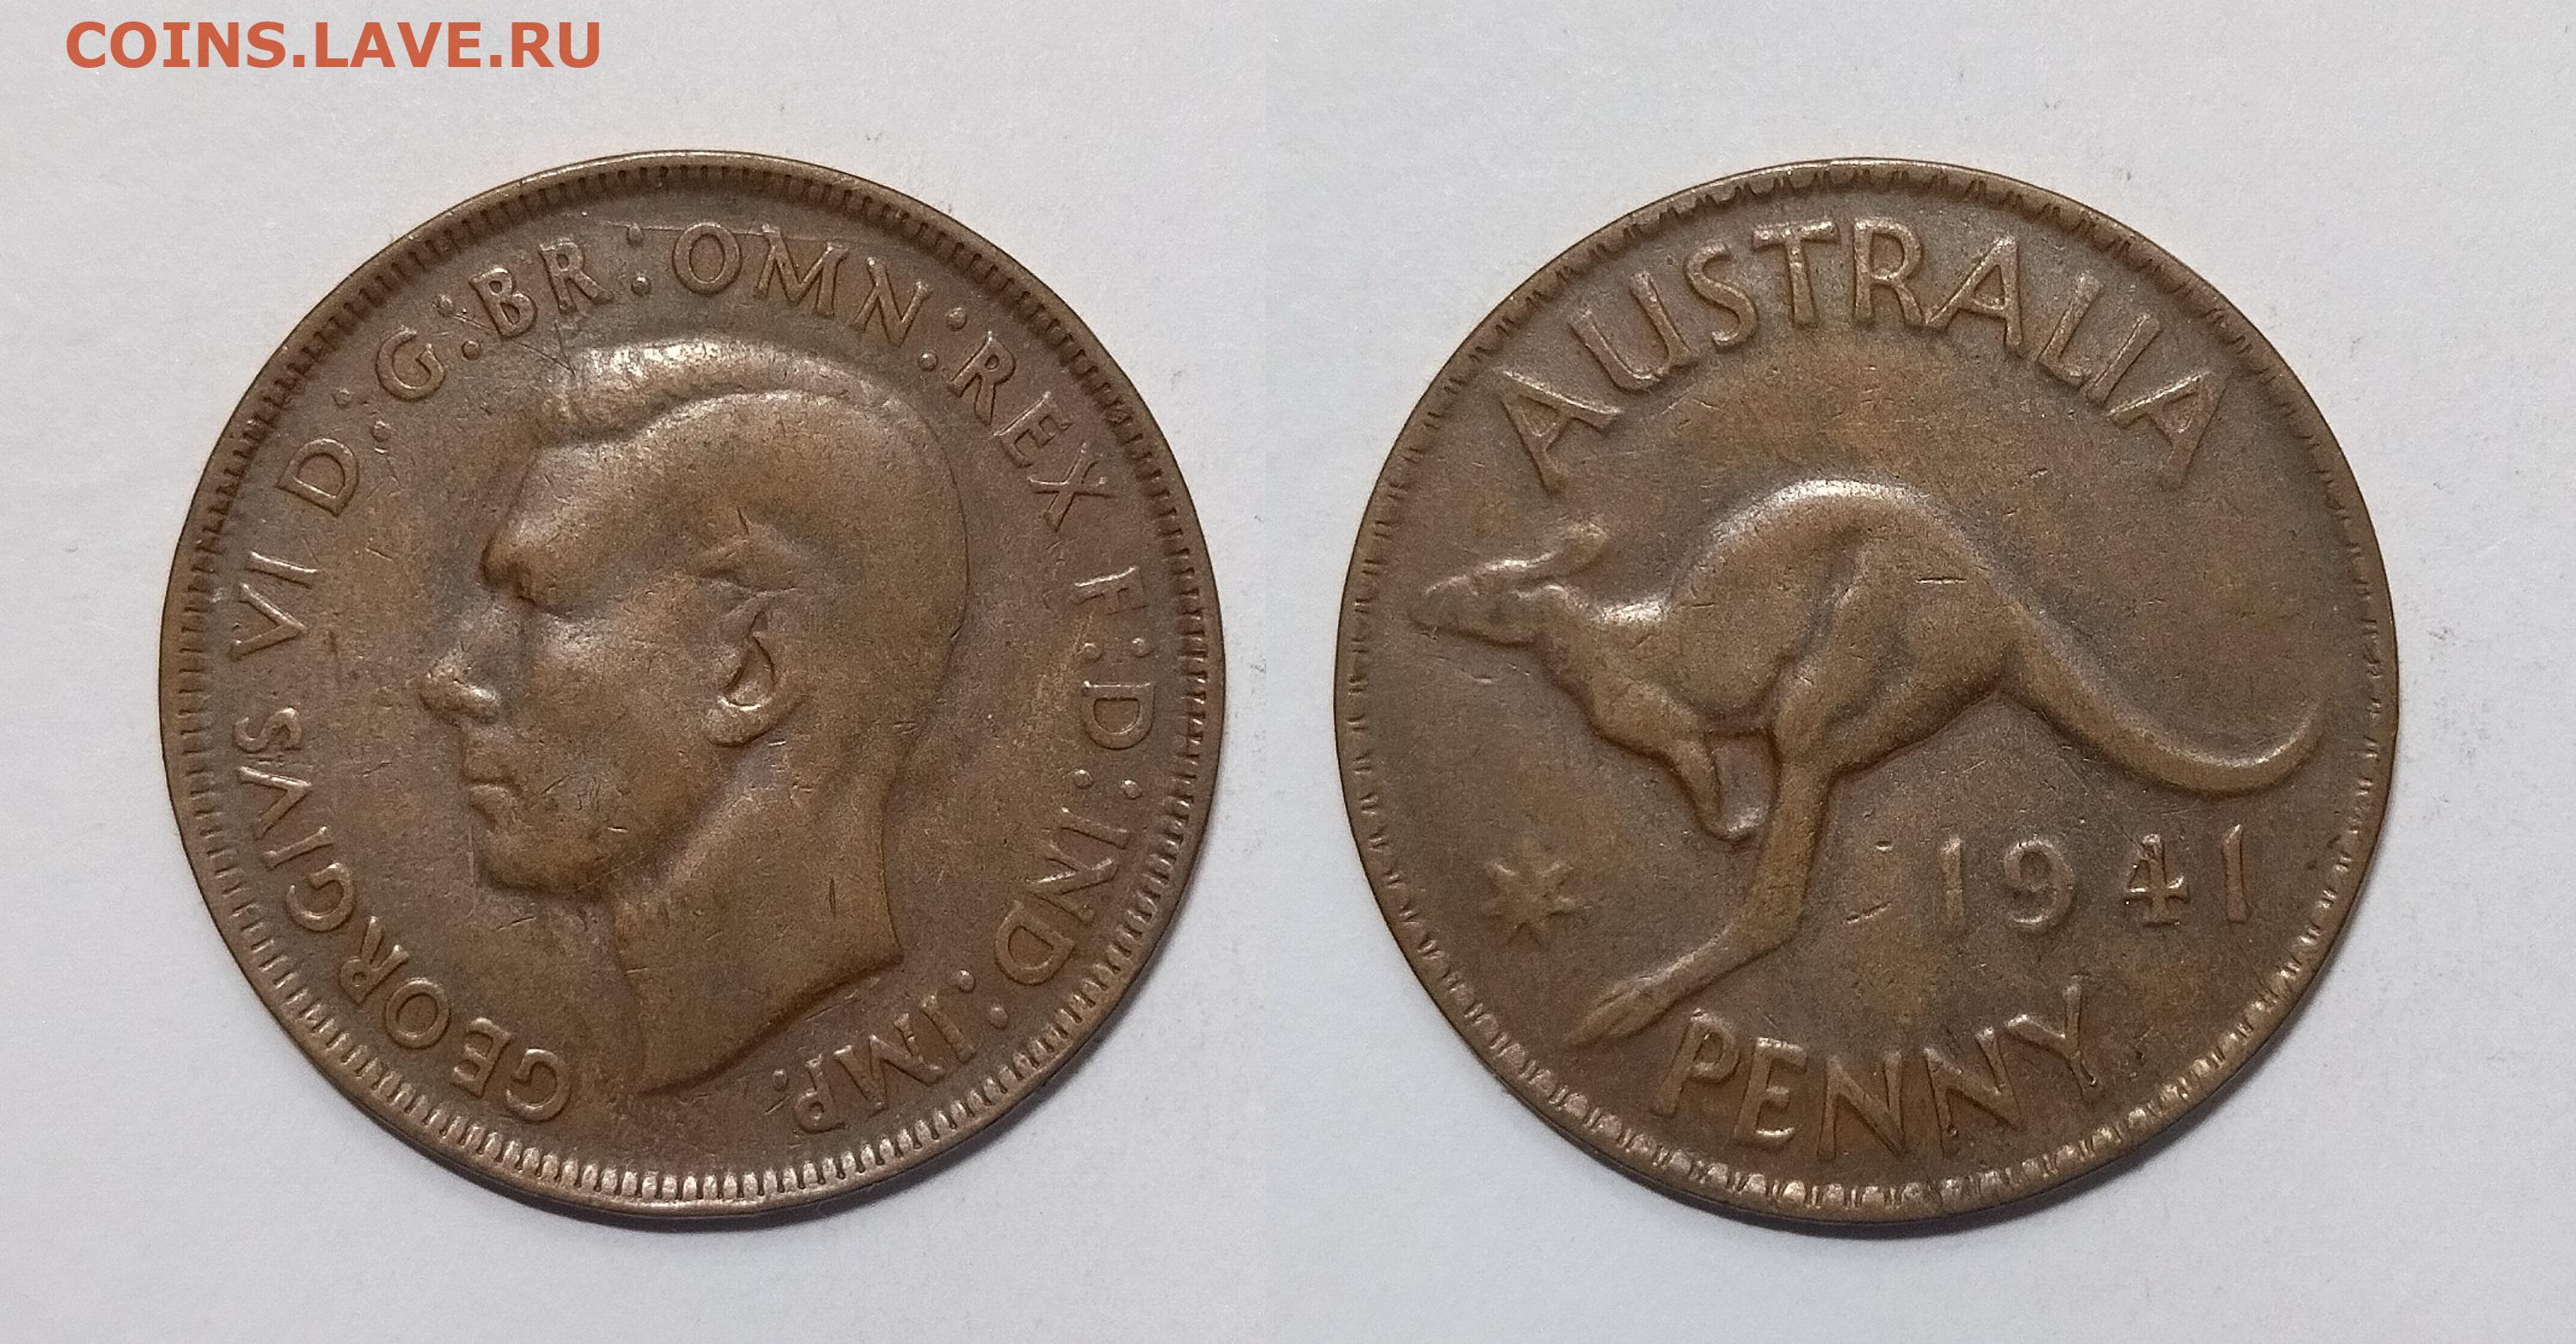 COINS.LAVE.RU
GEORGIVS VI D:G:BR:OMN:REX F:D:IND:IMP.
AUSTRALIA
1941
PENNY